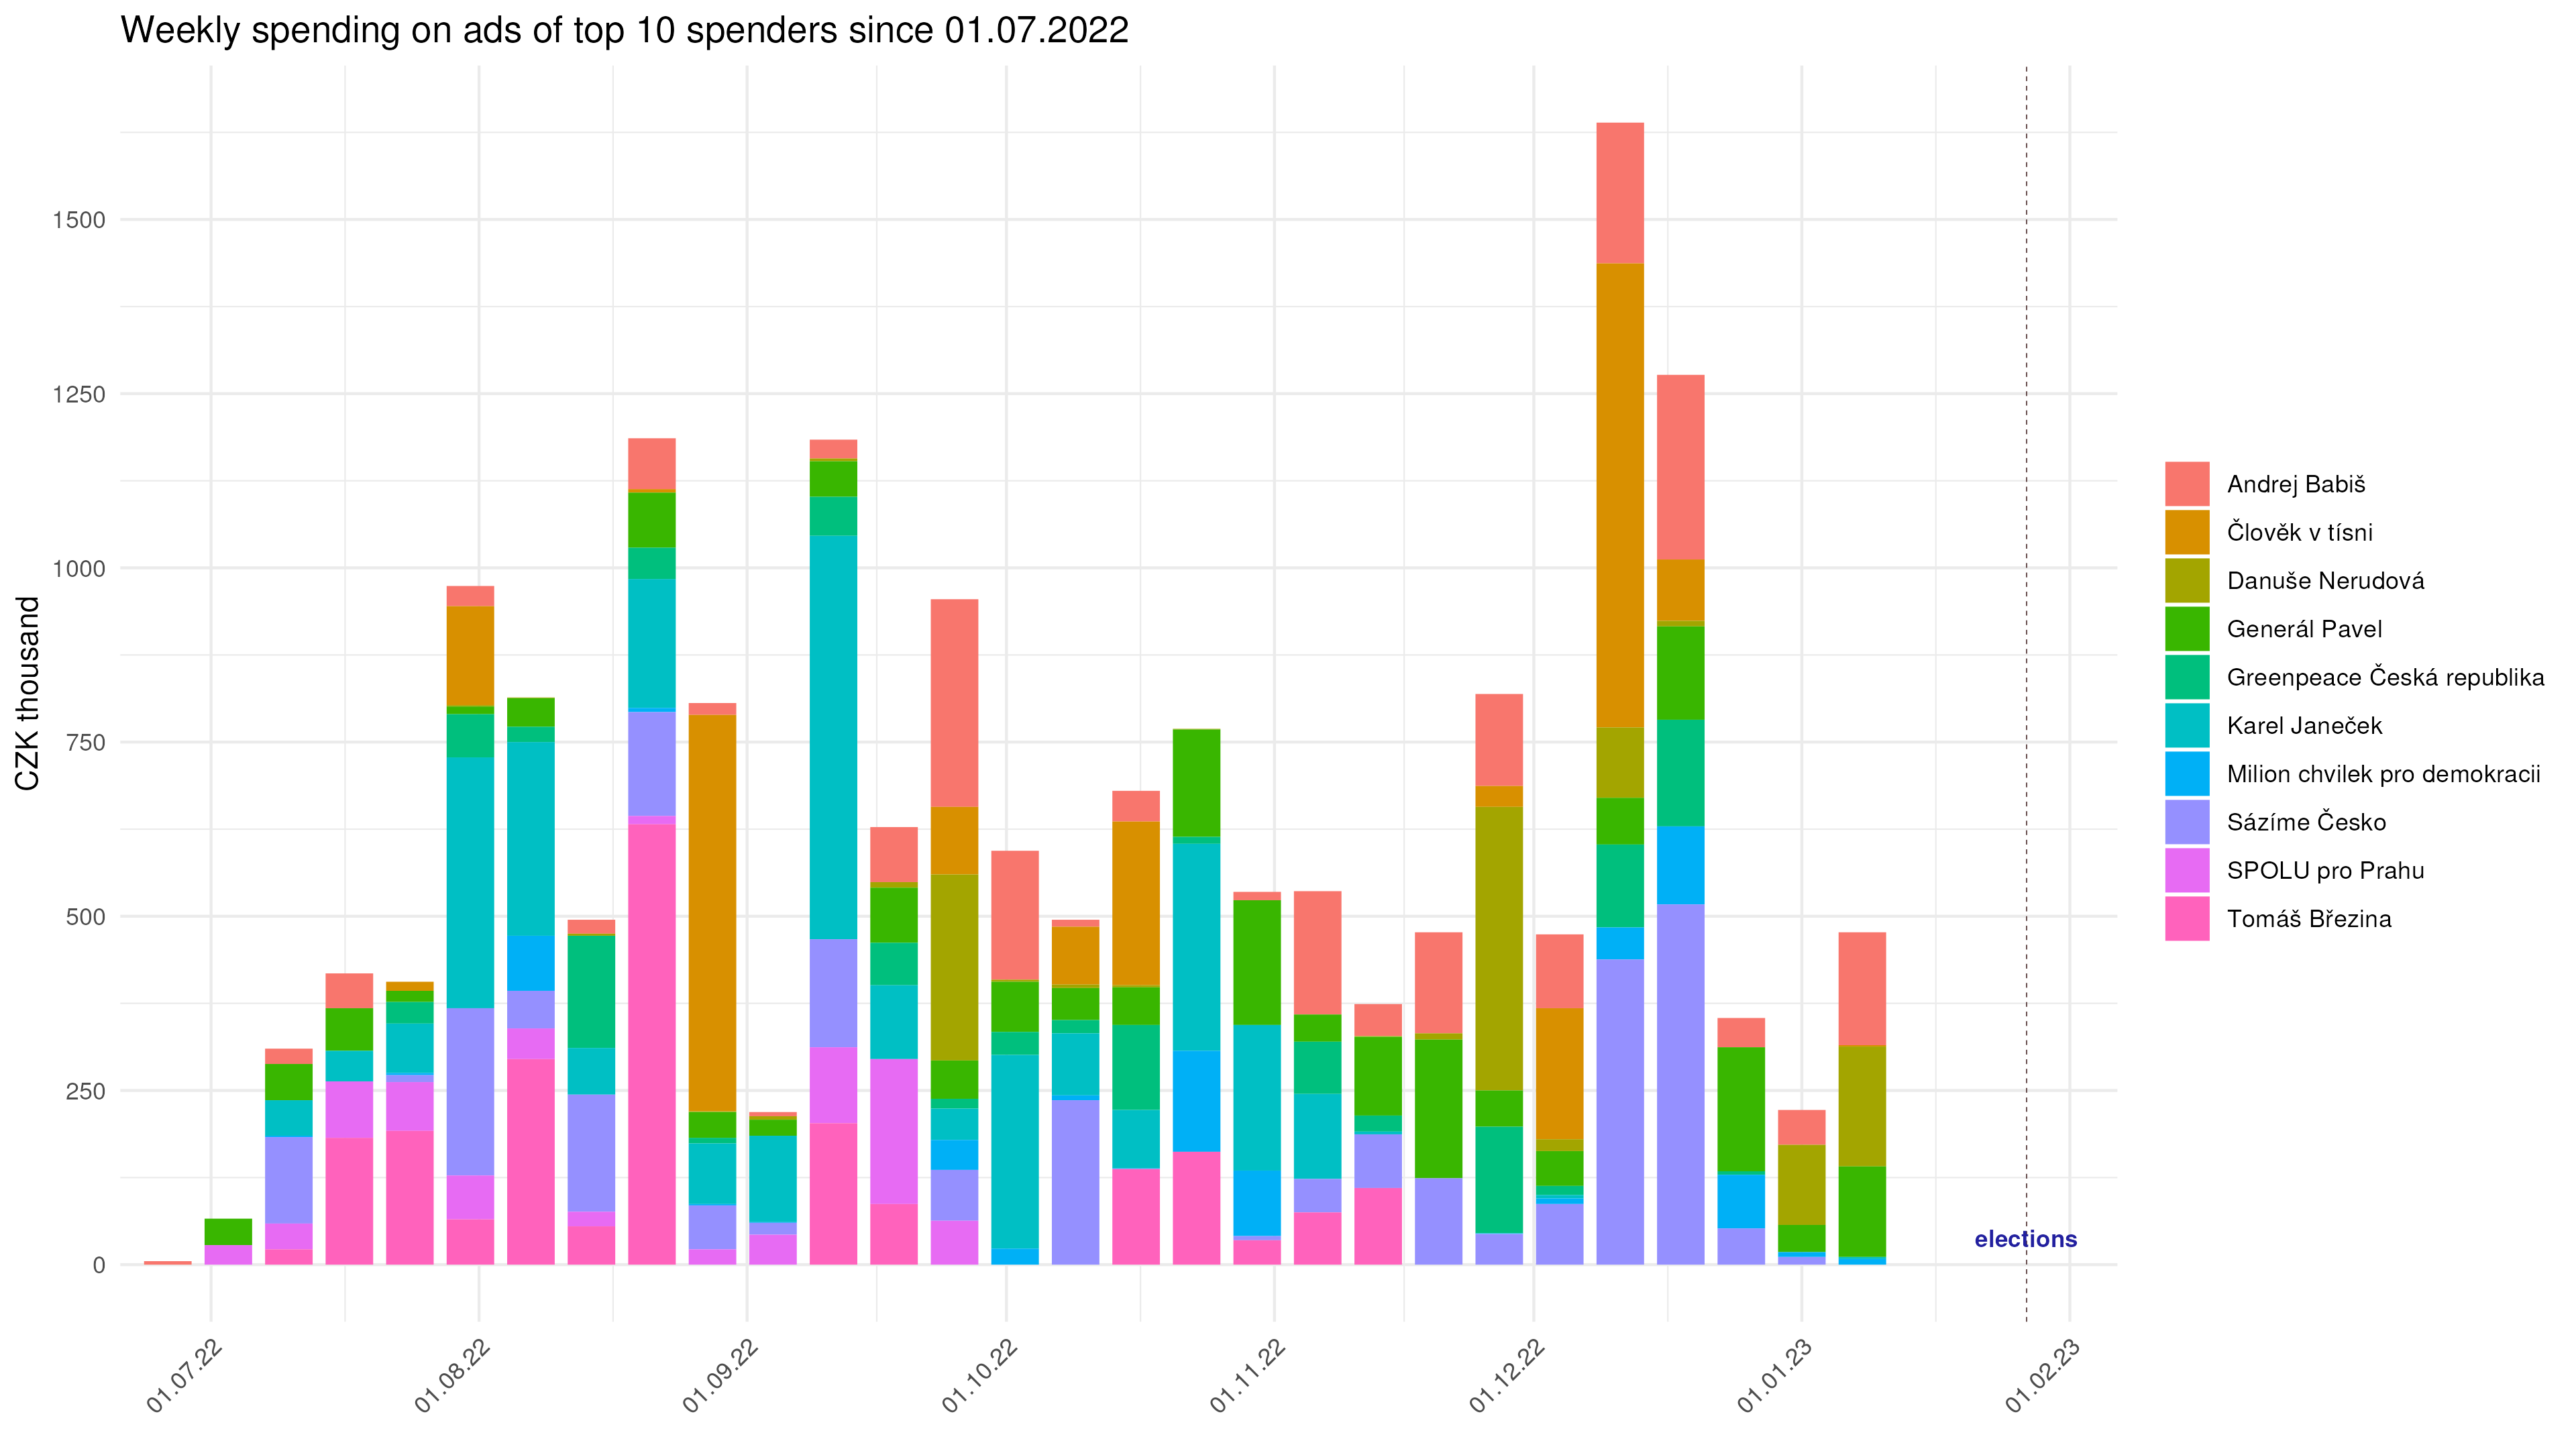 Weekly spending on ads of top 10 spenders since 01.07.2022
CZK thousand
1500
1250
1000
750
500
250
0
elections
01.07.22
01.08.22
01.09.22
01.10.22
01.11.22
01.12.22
01.01.23
01.02.23
Andrej Babiš
Člověk v tísni
Danuše Nerudová
Generál Pavel
Greenpeace Česká republika
Karel Janeček
Milion chvilek pro demokracii
Sázíme Česko
SPOLU pro Prahu
Tomáš Březina